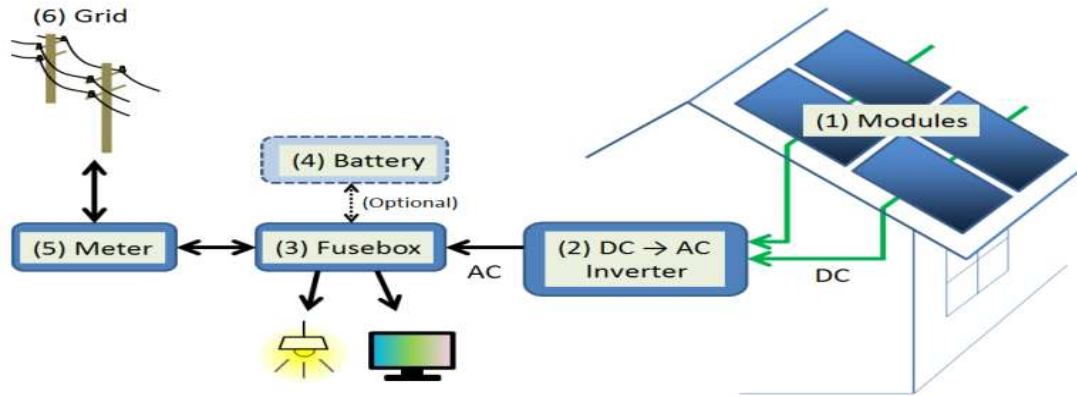 (6) Grid
(1) Modules
(4) Battery
(Optional)
(5) Meter
(3) Fusebox
AC
(2) DC → AC
Inverter
DC